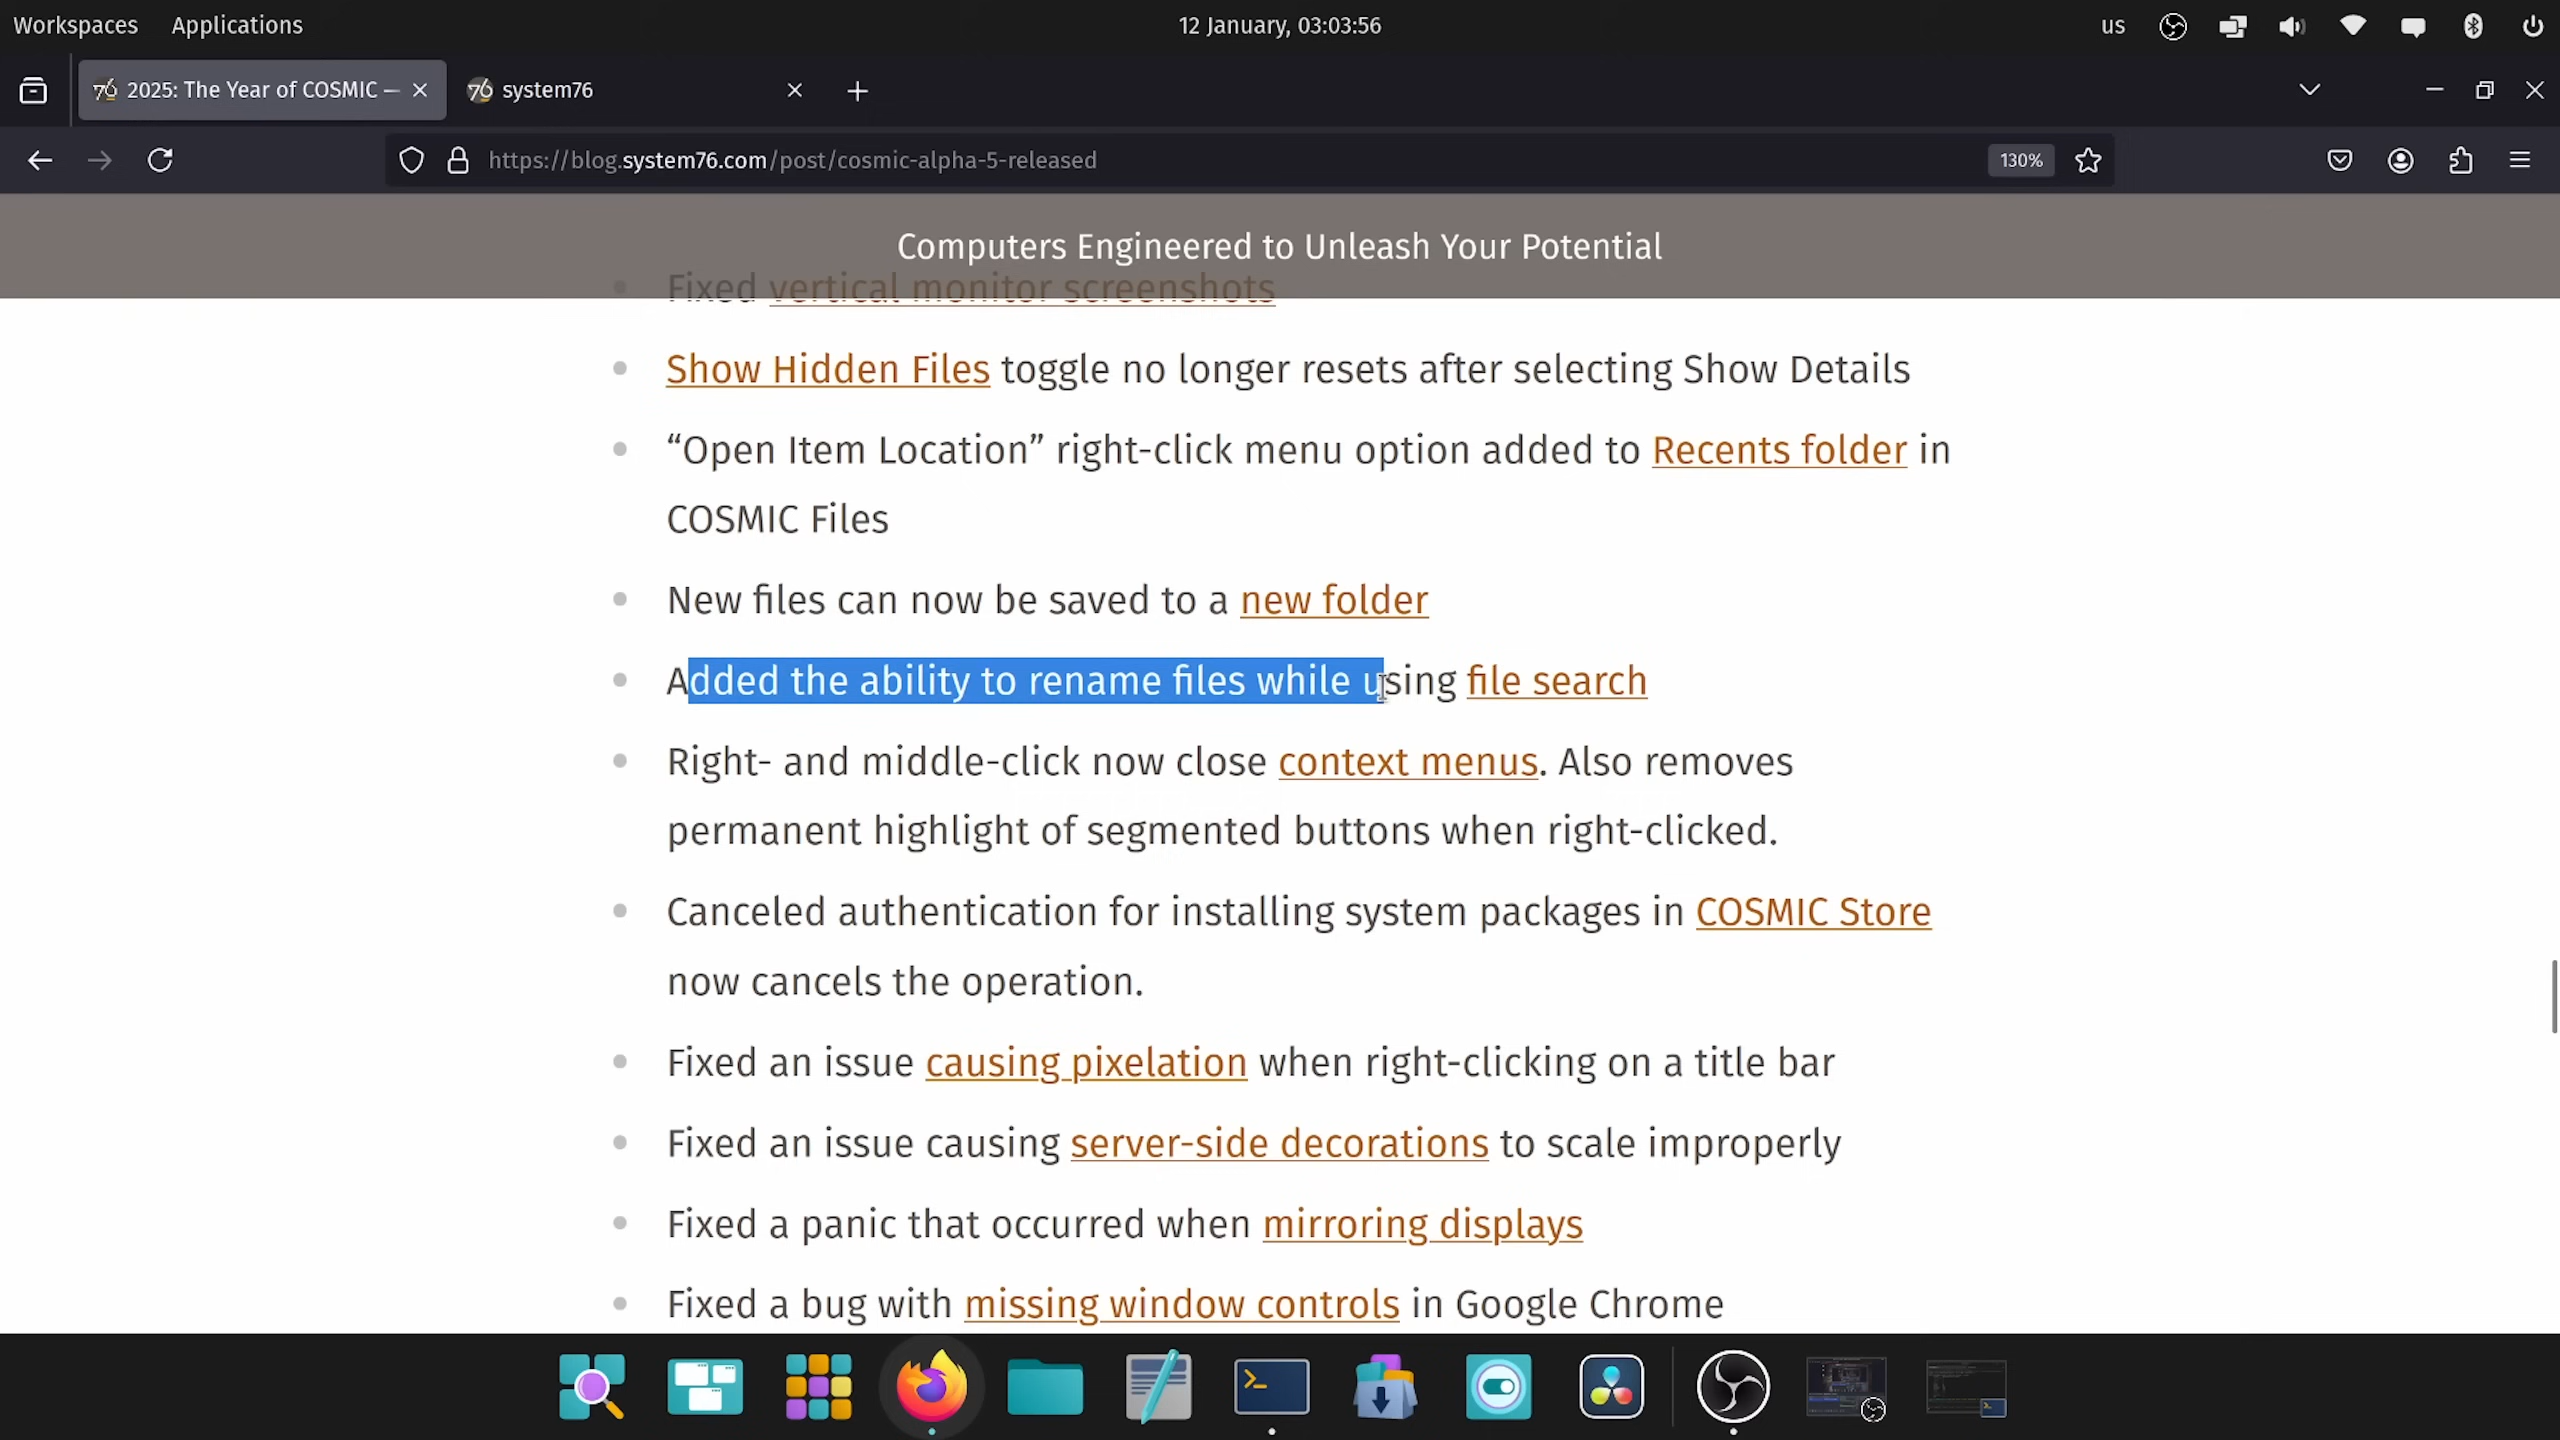 Workspaces Applications 12 January, 03:03:56 us
2025: The Year of COSMIC — system76
https://blog.system76.com/post/cosmic-alpha-5-released 130%
Computers Engineered to Unleash Your Potential
Fixed vertical monitor screenshots
Show Hidden Files toggle no longer resets after selecting Show Details
“Open Item Location” right-click menu option added to Recents folder in
COSMIC Files
New files can now be saved to a new folder
Added the ability to rename files while using file search
Right- and middle-click now close context menus. Also removes
permanent highlight of segmented buttons when right-clicked.
Canceled authentication for installing system packages in COSMIC Store
now cancels the operation.
Fixed an issue causing pixelation when right-clicking on a title bar
Fixed an issue causing server-side decorations to scale improperly
Fixed a panic that occurred when mirroring displays
Fixed a bug with missing window controls in Google Chrome